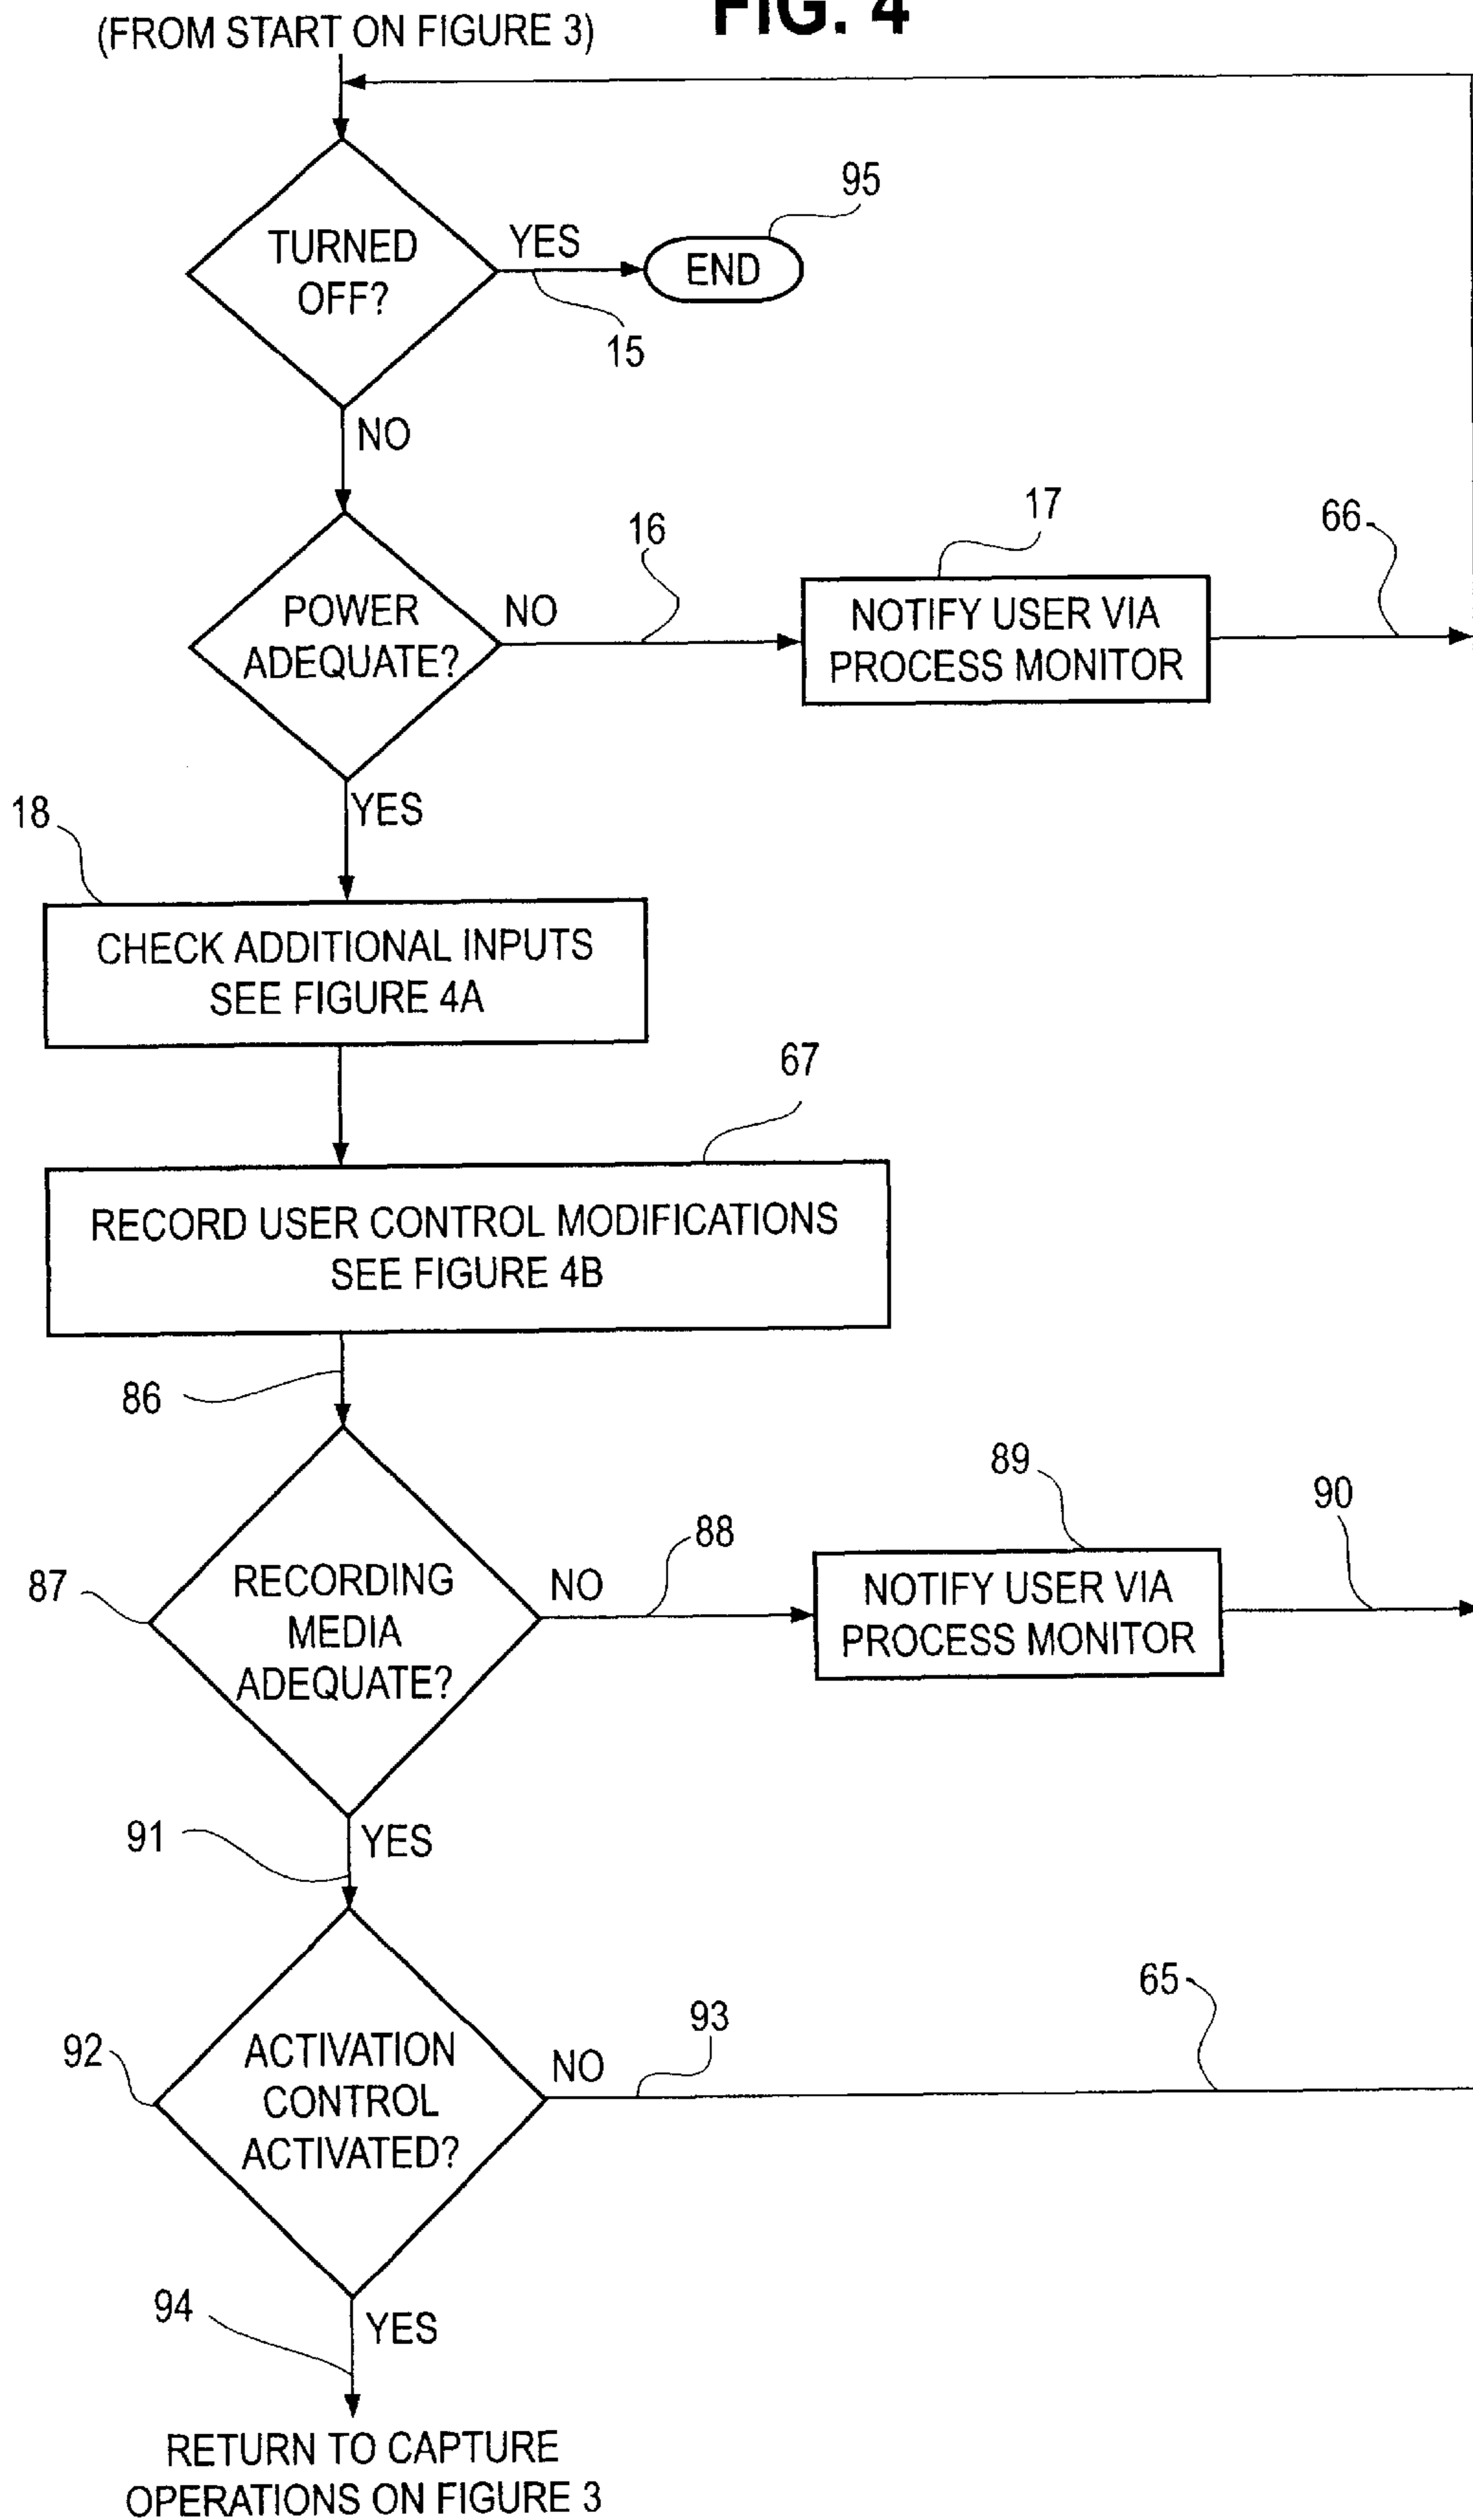 FIG. 4
(FROM START ON FIGURE 3)
95
TURNED
OFF?
YES
END
15
NO
17
66
16
POWER
ADEQUATE?
NO
NOTIFY USER VIA
PROCESS MONITOR
YES
18
CHECK ADDITIONAL INPUTS
SEE FIGURE 4A
67
RECORD USER CONTROL MODIFICATIONS
SEE FIGURE 4B
86
89
90
88
87
RECORDING
MEDIA
ADEQUATE?
NO
NOTIFY USER VIA
PROCESS MONITOR
91
YES
65
93
92
ACTIVATION
CONTROL
ACTIVATED?
NO
94
YES
RETURN TO CAPTURE
OPERATIONS ON FIGURE 3